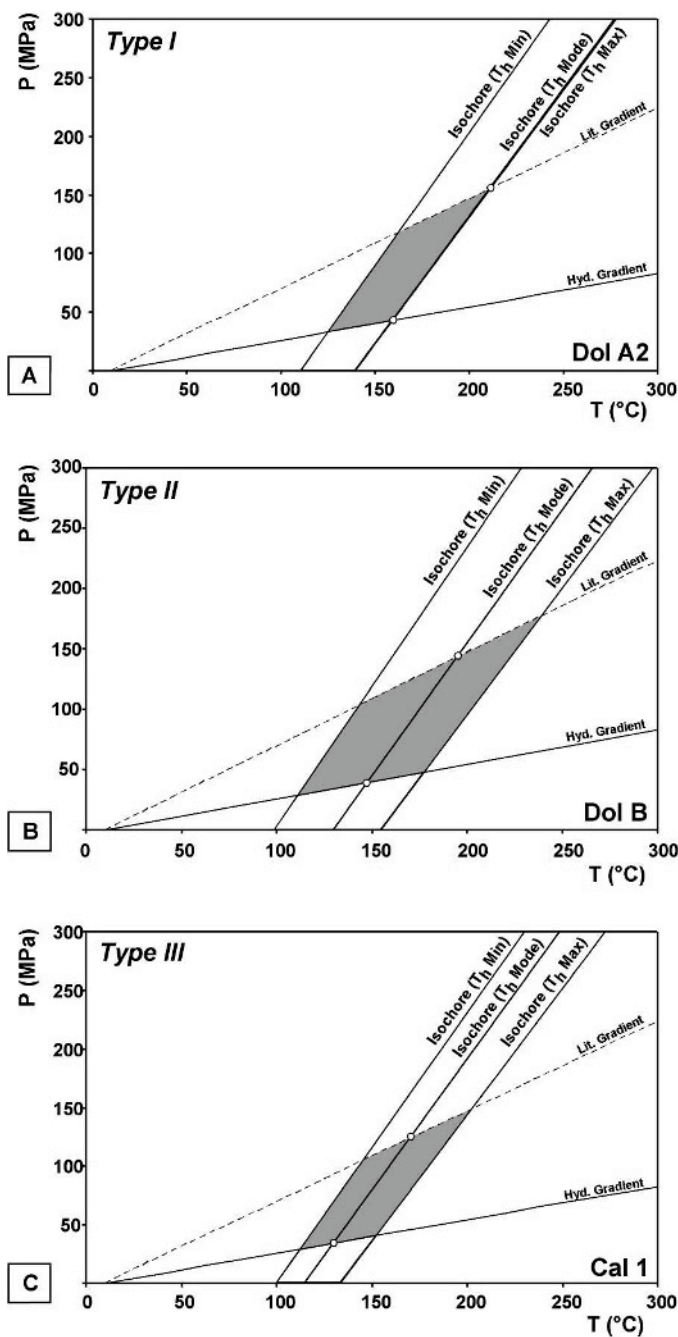 P (MPa)
Type I
300
250
200
150
100
50
Isochore (Th Min)
Isochore (Th Mode)
Isochore (Th Max)
Lit. Gradient
Hyd. Gradient
Dol A2
A
0
50
100
150
200
250
300
T (°C)
P (MPa)
Type II
300
250
200
150
100
50
Isochore (Th Min)
Isochore (Th Mode)
Isochore (Th Max)
Lit. Gradient
Hyd. Gradient
Dol B
B
0
50
100
150
200
250
300
T (°C)
P (MPa)
Type III
300
250
200
150
100
50
Isochore (Th Min)
Isochore (Th Mode)
Isochore (Th Max)
Lit. Gradient
Hyd. Gradient
Cal 1
C
0
50
100
150
200
250
300
T (°C)